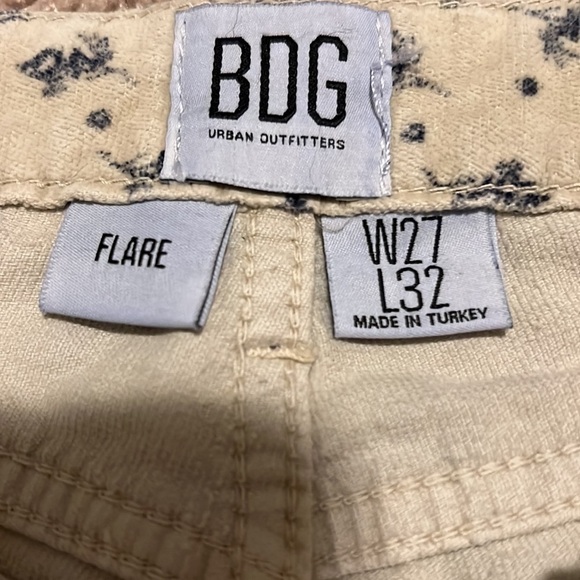 BDG
URBAN OUTFITTERS
FLARE
W27
L32
MADE IN TURKEY